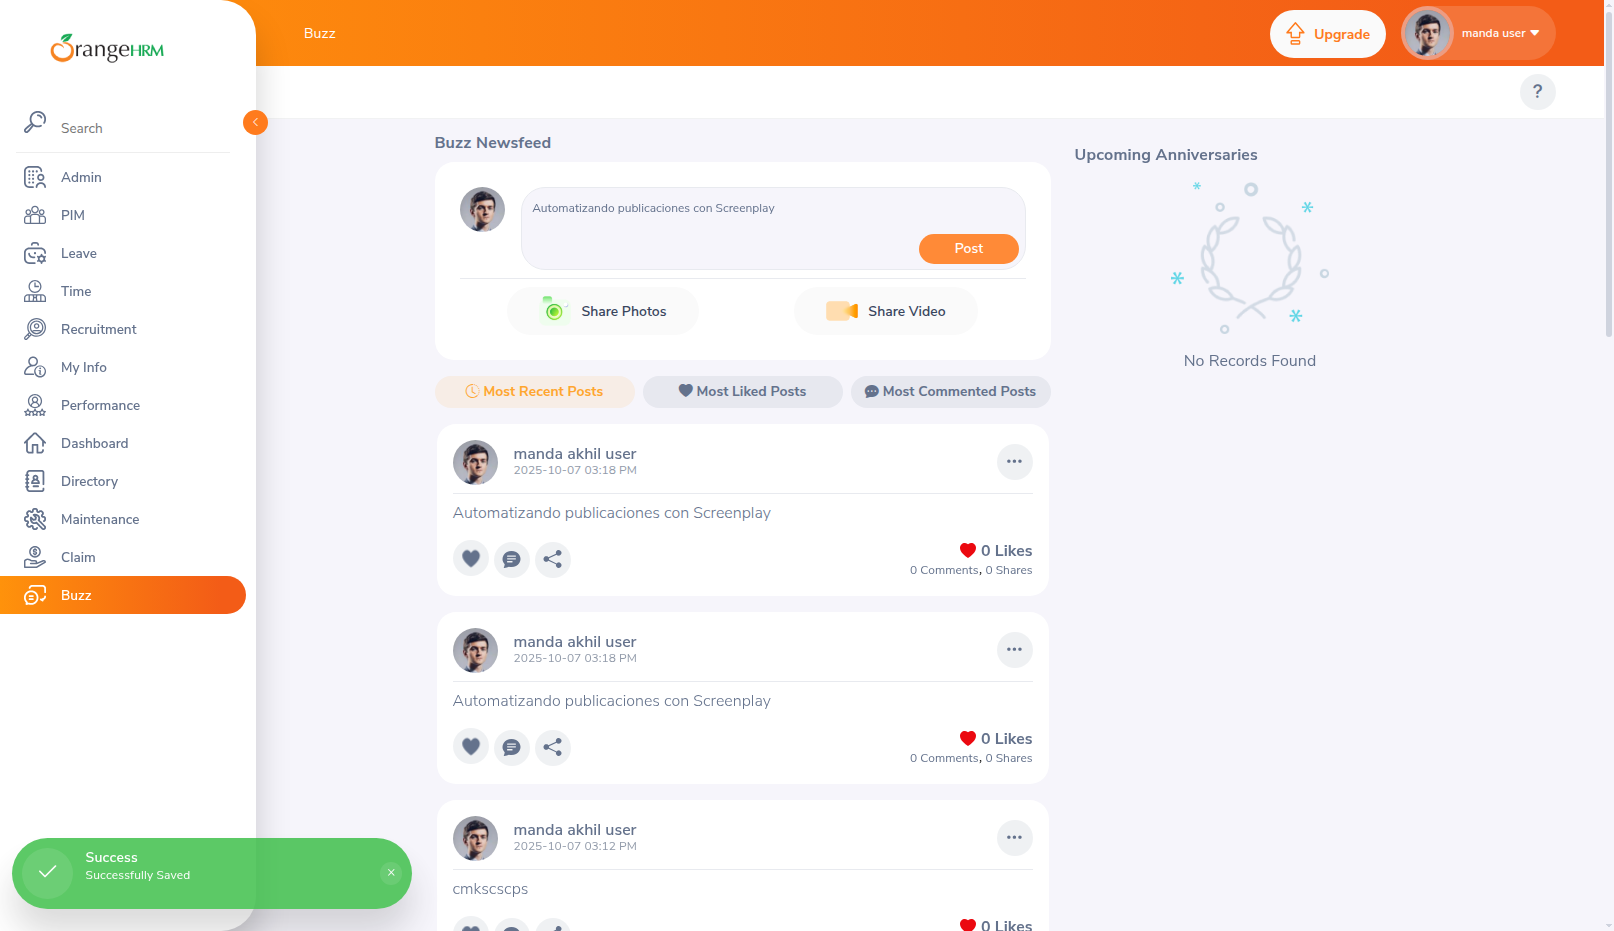 OrangeHRM
Search
Admin
PIM
Leave
Time
Recruitment
My Info
Performance
Dashboard
Directory
Maintenance
Claim
Buzz
Buzz
Upgrade
manda user
?
Buzz Newsfeed
Automatizando publicaciones con Screenplay
Post
Share Photos
Share Video
Most Recent Posts
Most Liked Posts
Most Commented Posts
manda akhil user
2025-10-07 03:18 PM
Automatizando publicaciones con Screenplay
0 Likes
0 Comments, 0 Shares
manda akhil user
2025-10-07 03:18 PM
Automatizando publicaciones con Screenplay
0 Likes
0 Comments, 0 Shares
manda akhil user
2025-10-07 03:12 PM
cmkscscps
0 Likes
Upcoming Anniversaries
No Records Found
Success
Successfully Saved